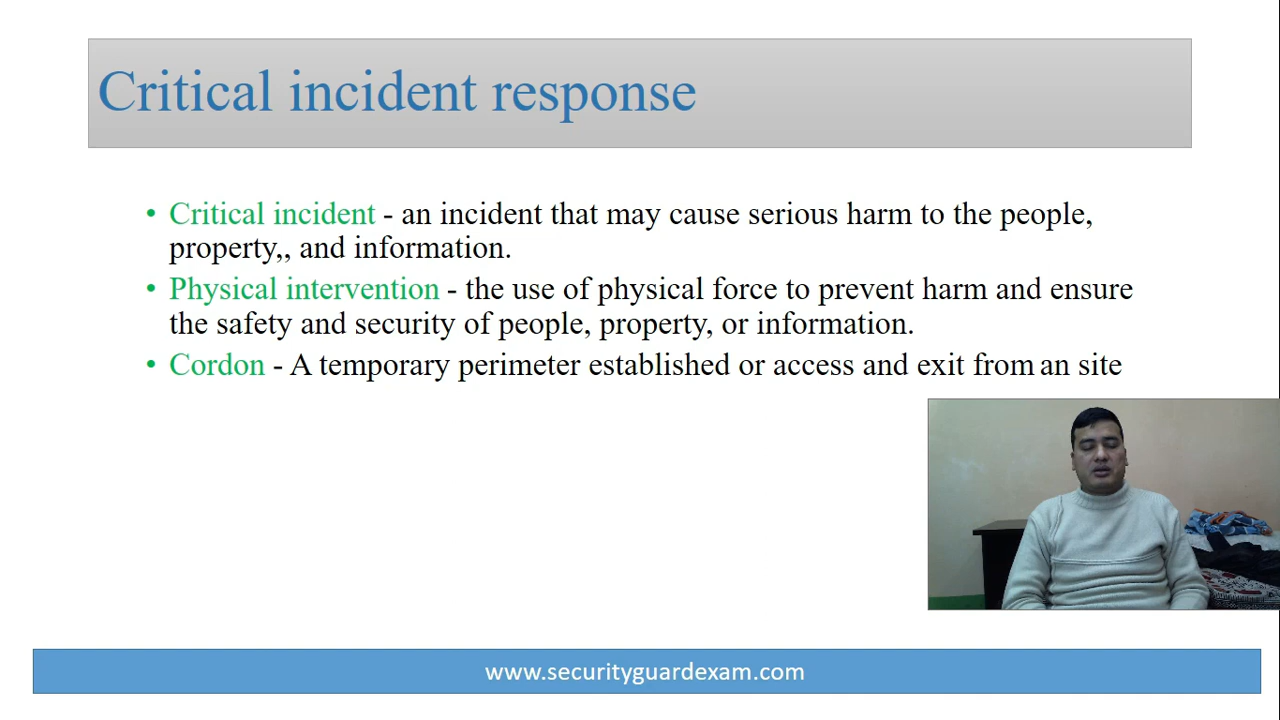 Critical incident response
• Critical incident - an incident that may cause serious harm to the people,
property,, and information.
• Physical intervention - the use of physical force to prevent harm and ensure
the safety and security of people, property, or information.
• Cordon - A temporary perimeter established or access and exit from an site
www.securityguardexam.com